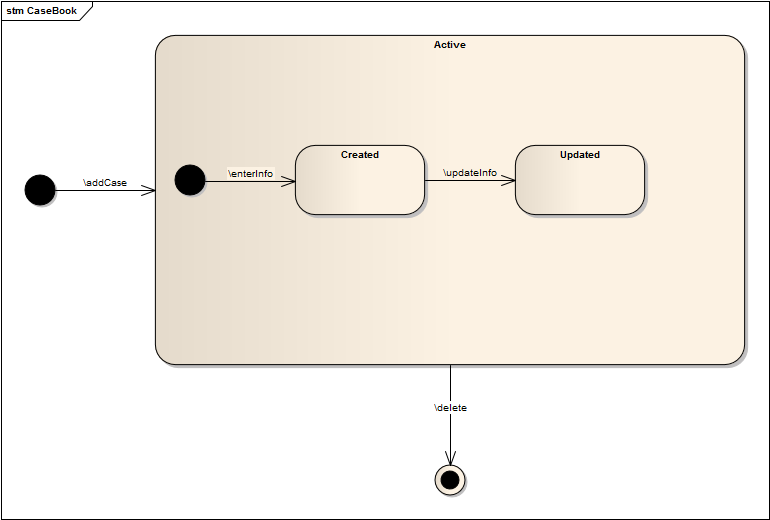 stm CaseBook
Active
Created
Updated
\addCase
\enterInfo
\updateInfo
\delete